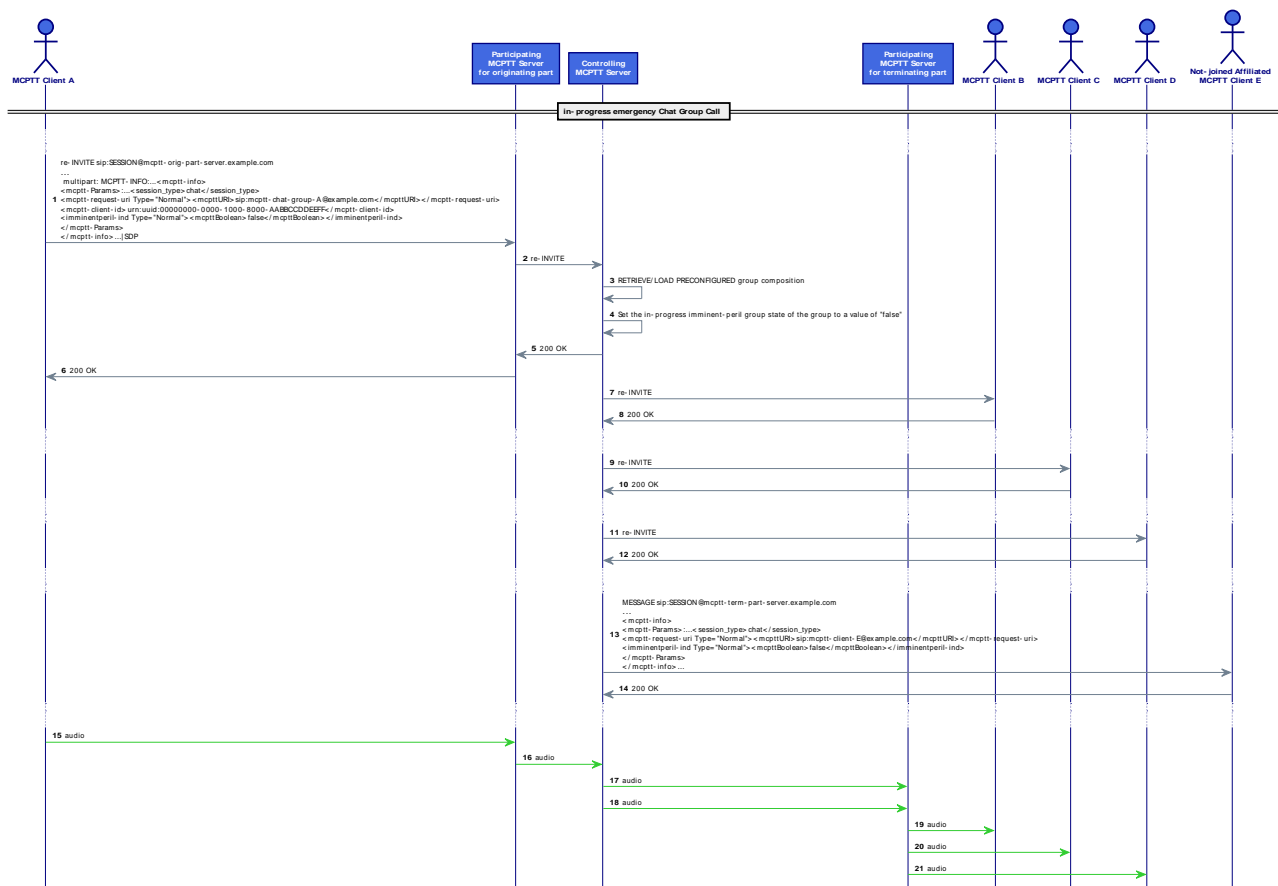 MCPTT Client A
Participating
MCPTT Server
for originating part
Controlling
MCPTT Server
Participating
MCPTT Server
for terminating part
MCPTT Client B
MCPTT Client C
MCPTT Client D
Not-joined Affiliated
MCPTT Client E
in-progress emergency Chat Group Call
re-INVITE sip:SESSION@mcptt-orig-part-server.example.com
...
multipart: MCPTT-INFO:...<mcptt-info>
<mcptt-Params>:...<session_type>chat</session_type>
1 <mcptt-request-uri Type="Normal"><mcpttURI>sip:mcptt-chat-group-A@example.com</mcpttURI></mcptt-request-uri>
<mcptt-client-id>urn:uuid:00000000-0000-1000-8000-AABBCCDDEEFF</mcptt-client-id>
<imminentperil-ind Type="Normal"><mcpttBoolean>false</mcpttBoolean></imminentperil-ind>
</mcptt-Params>
</mcptt-info>...|SDP
2 re-INVITE
3 RETRIEVE/LOAD PRECONFIGURED group composition
4 Set the in-progress imminent-peril group state of the group to a value of "false"
5 200 OK
6 200 OK
7 re-INVITE
8 200 OK
9 re-INVITE
10 200 OK
11 re-INVITE
12 200 OK
MESSAGE sip:SESSION@mcptt-term-part-server.example.com
...
<mcptt-info>
<mcptt-Params>:...<session_type>chat</session_type>
13 <mcptt-request-uri Type="Normal"><mcpttURI>sip:mcptt-client-E@example.com</mcpttURI></mcptt-request-uri>
<imminentperil-ind Type="Normal"><mcpttBoolean>false</mcpttBoolean></imminentperil-ind>
</mcptt-Params>
</mcptt-info>...
14 200 OK
15 audio
16 audio
17 audio
18 audio
19 audio
20 audio
21 audio